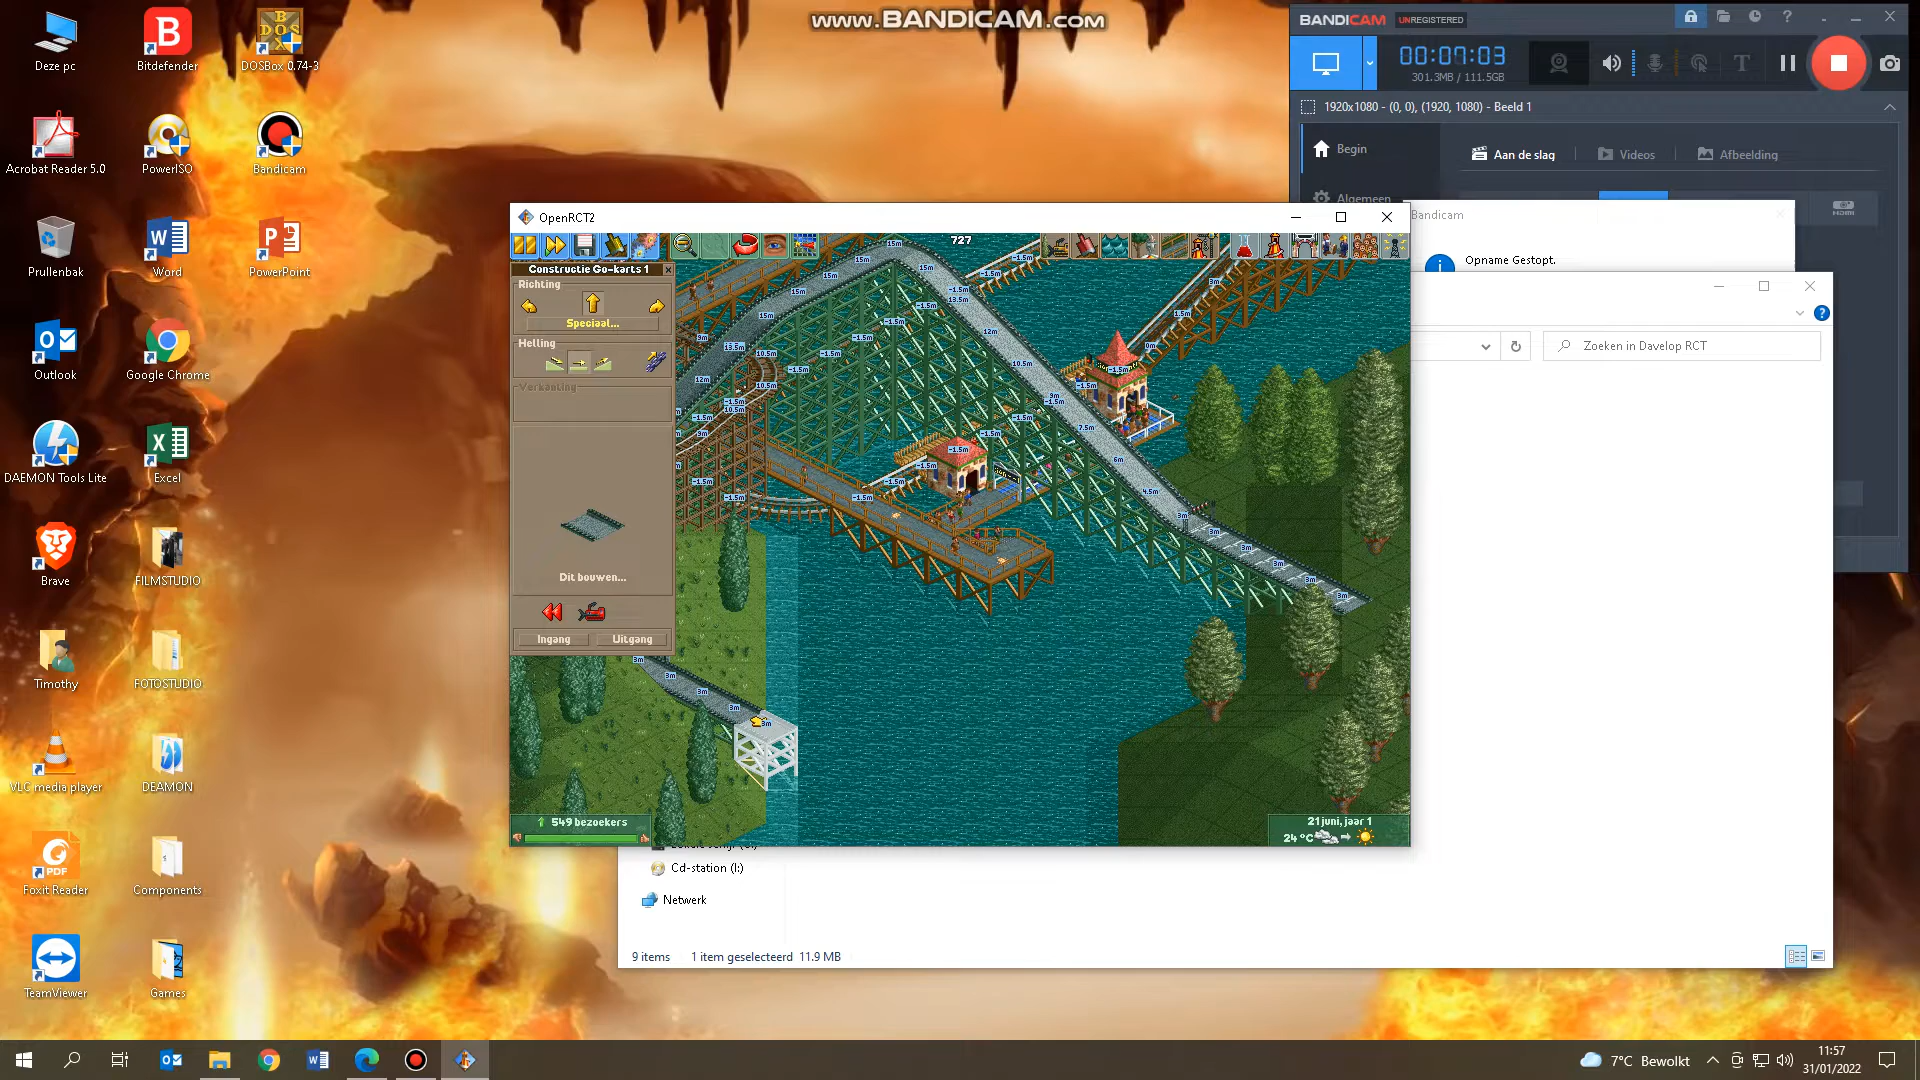 www.BANDICAM.com
Deze pc
Bitdefender
DOSBox 0.74-3
Acrobat Reader 5.0
PowerISO
Bandicam
Prullenbak
Word
PowerPoint
Outlook
Google Chrome
DAEMON Tools Lite
Excel
Brave
FILMSTUDIO
Timothy
FOTOSTUDIO
VLC media player
DEAMON
Foxit Reader
Components
TeamViewer
Games
BANDICAM UNREGISTERED
00:07:03
301.3MB / 111.5GB
1920x1080 - (0, 0), (1920, 1080) - Beeld 1
Begin
Aan de slag
Videos
Afbeelding
Algemeen
HDMI
Bandicam
Opname Gestopt.
Zoeken in Davelop RCT
OpenRCT2
727
Constructie Go-karts 1
Richting
Speciaal...
Helling
Verkanting
Dit bouwen...
Ingang
Uitgang
549 bezoekers
21 juni, jaar 1
24 °C
Cd-station (I:)
Netwerk
9 items
1 item geselecteerd 11.9 MB
7°C Bewolkt
11:57
31/01/2022